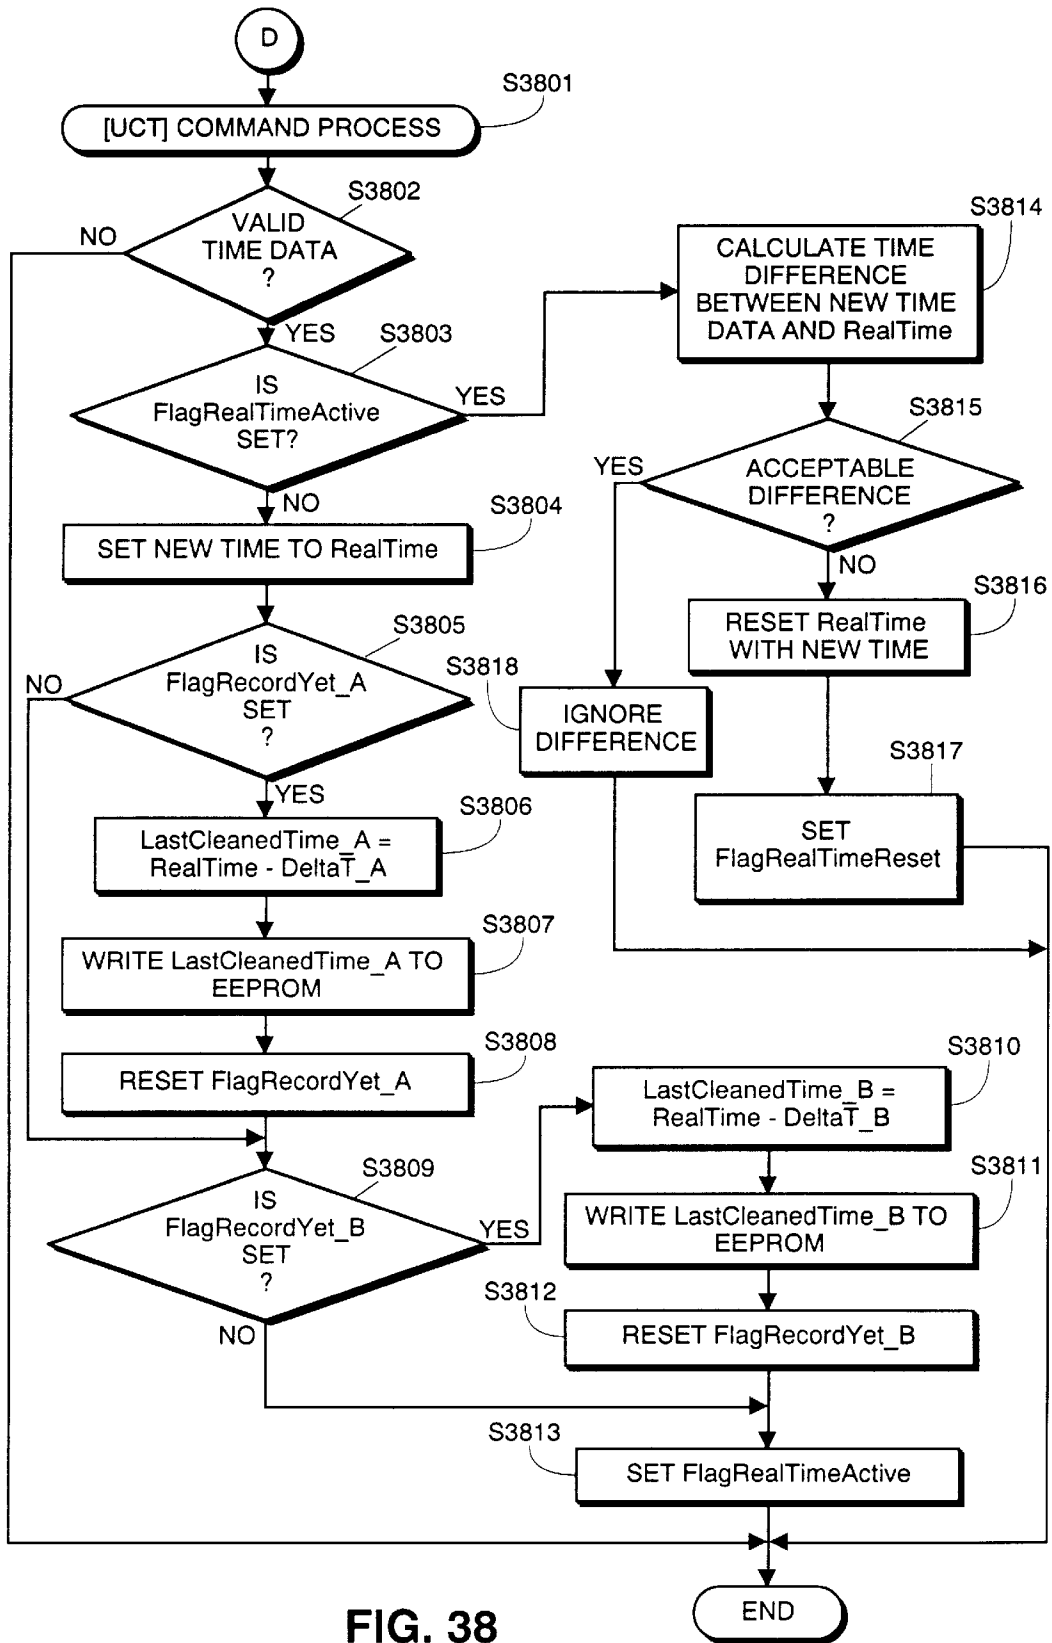 D
S3801
[UCT] COMMAND PROCESS
S3802
VALID
TIME DATA
?
NO
YES
S3803
IS
FlagRealTimeActive
SET?
YES
NO
S3804
SET NEW TIME TO RealTime
S3805
IS
FlagRecordYet_A
SET
?
NO
YES
S3806
LastCleanedTime_A =
RealTime - DeltaT_A
S3807
WRITE LastCleanedTime_A TO
EEPROM
S3808
RESET FlagRecordYet_A
S3809
IS
FlagRecordYet_B
SET
?
YES
NO
S3810
LastCleanedTime_B =
RealTime - DeltaT_B
S3811
WRITE LastCleanedTime_B TO
EEPROM
S3812
RESET FlagRecordYet_B
S3813
SET FlagRealTimeActive
S3814
CALCULATE TIME
DIFFERENCE
BETWEEN NEW TIME
DATA AND RealTime
S3815
YES
ACCEPTABLE
DIFFERENCE
?
NO
S3816
RESET RealTime
WITH NEW TIME
S3817
SET
FlagRealTimeReset
S3818
IGNORE
DIFFERENCE
END
FIG. 38